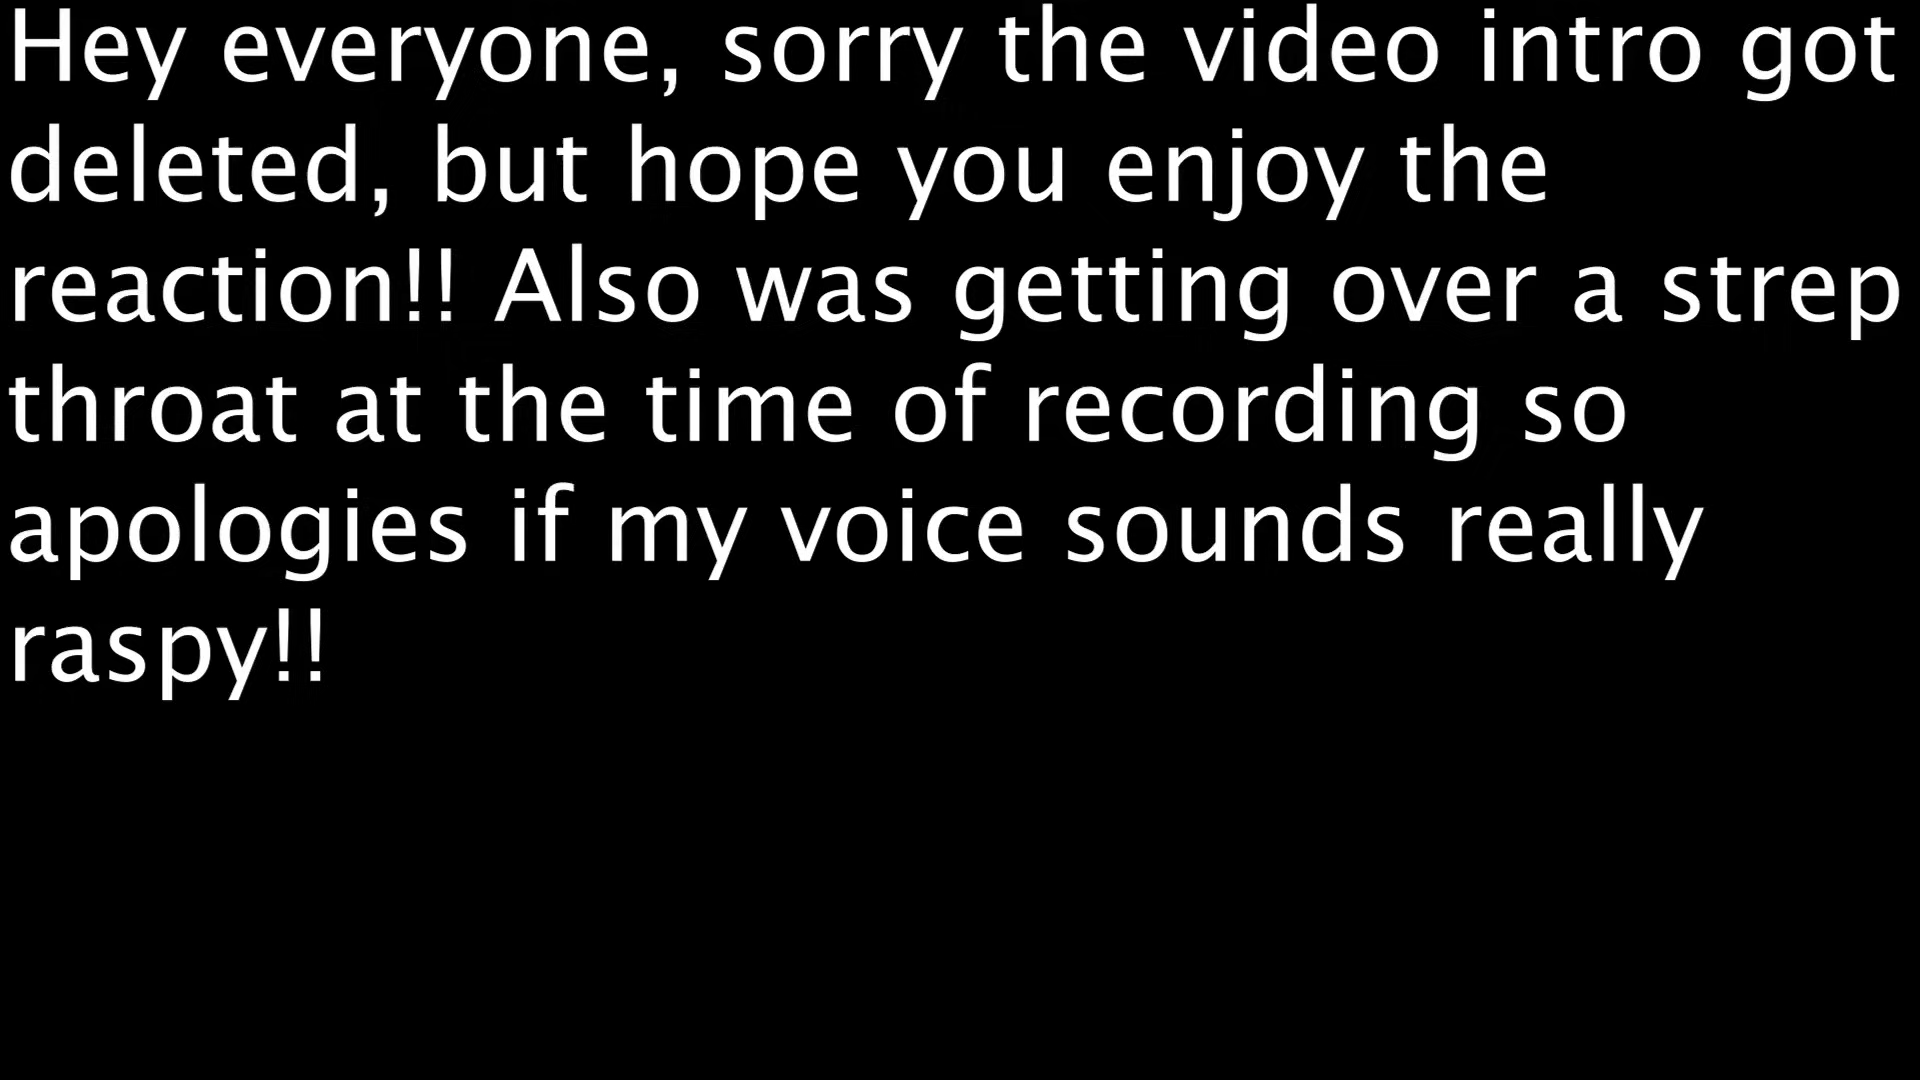 Hey everyone, sorry the video intro got
deleted, but hope you enjoy the
reaction!! Also was getting over a strep
throat at the time of recording so
apologies if my voice sounds really
raspy!!